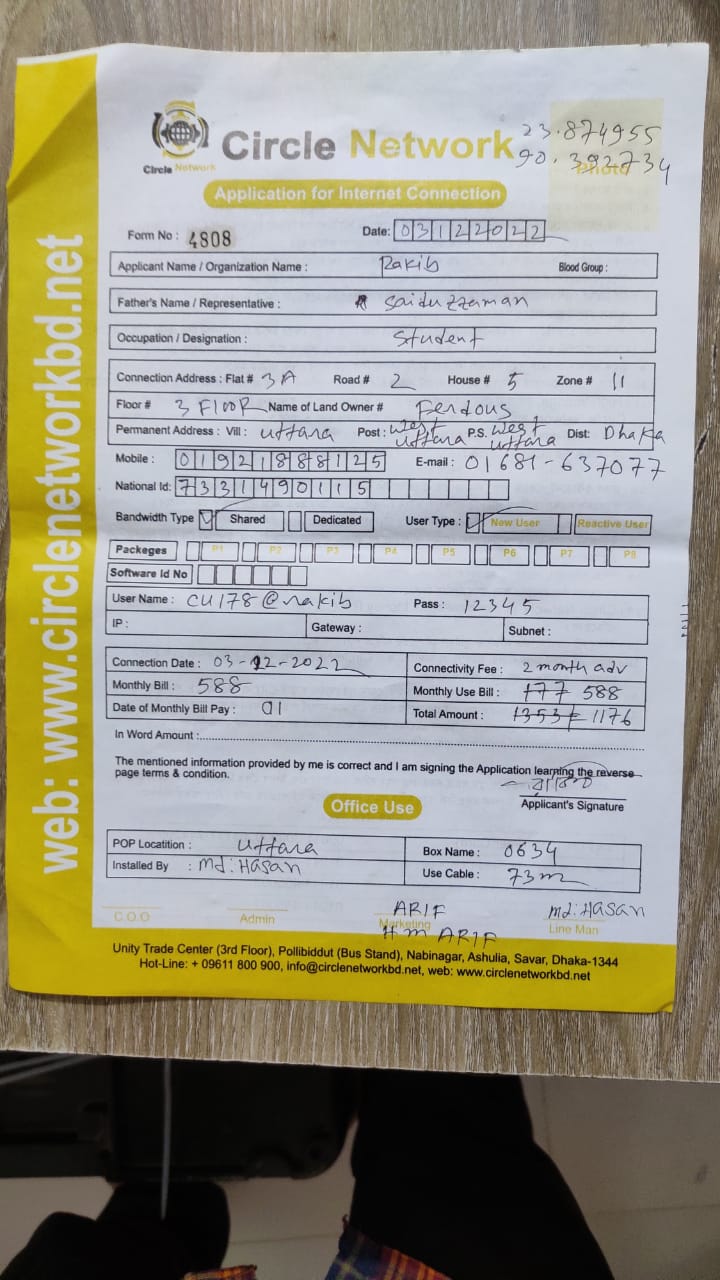 web: www.circlenetworkbd.net
Circle Network
Circle Network
23.874955
90.392734
Photo
Application for Internet Connection
Form No : 4808 Date: 03122022
Applicant Name / Organization Name : Rakib Blood Group :
Father's Name / Representative : Saiduzzaman
Occupation / Designation : Student
Connection Address : Flat # 3A Road # 2 House # 5 Zone # 11
Floor # 3 FlooR Name of Land Owner # Ferdous
Permanent Address : Vill : uttara Post : West uttara P.S. West uttara Dist: Dhaka
Mobile : 01921888125 E-mail : 01681-637077
National Id: 7331490115
Bandwidth Type Shared Dedicated User Type : New User Reactive User
Packeges P1 P2 P3 P4 P5 P6 P7 P8
Software Id No
User Name : CU178@rakib Pass : 12345
IP : Gateway : Subnet :
Connection Date : 03-12-2022 Connectivity Fee : 2 month adv
Monthly Bill : 588 Monthly Use Bill : 177 588
Date of Monthly Bill Pay : 01 Total Amount : 1353 1176
In Word Amount :
The mentioned information provided by me is correct and I am signing the Application learning the reverse
page terms & condition.
রাকিব
Applicant's Signature
Office Use
POP Locatition : uttara Box Name : 0634
Installed By : Md: Hasan Use Cable : 73m
ARIF md: Hasan
C.O.O Admin Marketing Line Man
H m ARIF
Unity Trade Center (3rd Floor), Pollibiddut (Bus Stand), Nabinagar, Ashulia, Savar, Dhaka-1344
Hot-Line: + 09611 800 900, info@circlenetworkbd.net, web: www.circlenetworkbd.net